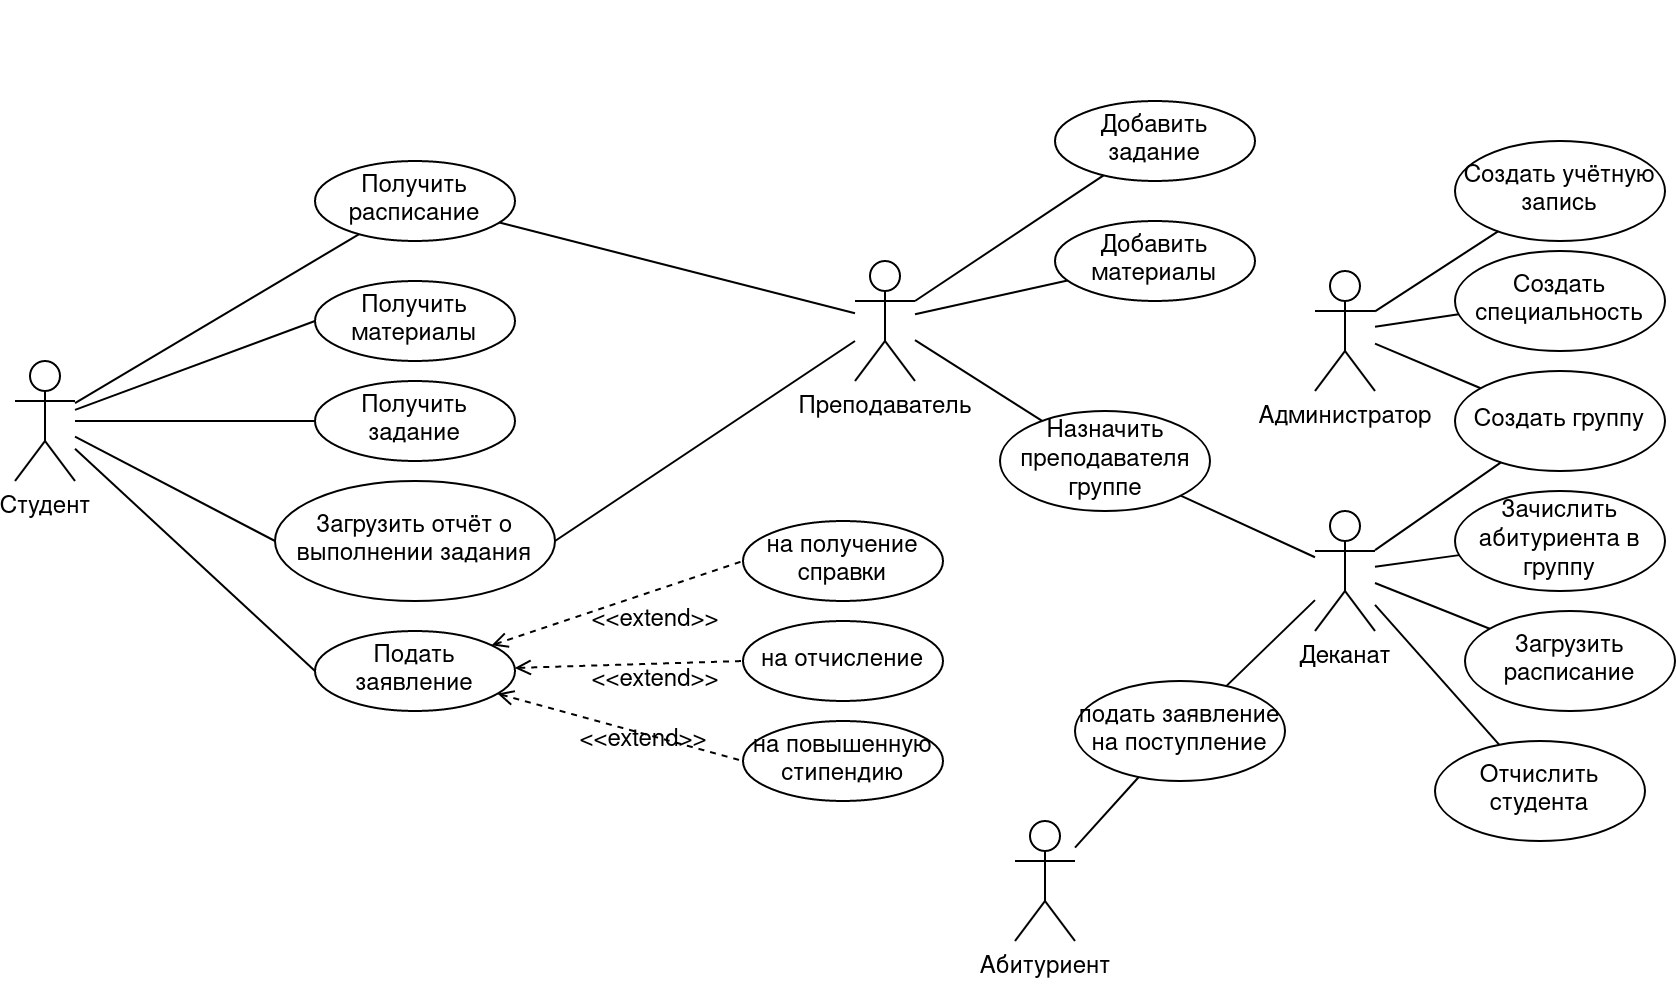 Добавить
задание
Создать учётную
запись
Получить
расписание
Добавить
материалы
Создать
специальность
Получить
материалы
Преподаватель
Администратор
Создать группу
Получить
задание
Назначить
преподавателя
группе
Студент
Загрузить отчёт о
выполнении задания
Зачислить
абитуриента в
группу
на получение
справки
<<extend>>
Подать
заявление
на отчисление
<<extend>>
Деканат
Загрузить
расписание
<<extend>>
на повышенную
стипендию
подать заявление
на поступление
Отчислить
студента
Абитуриент